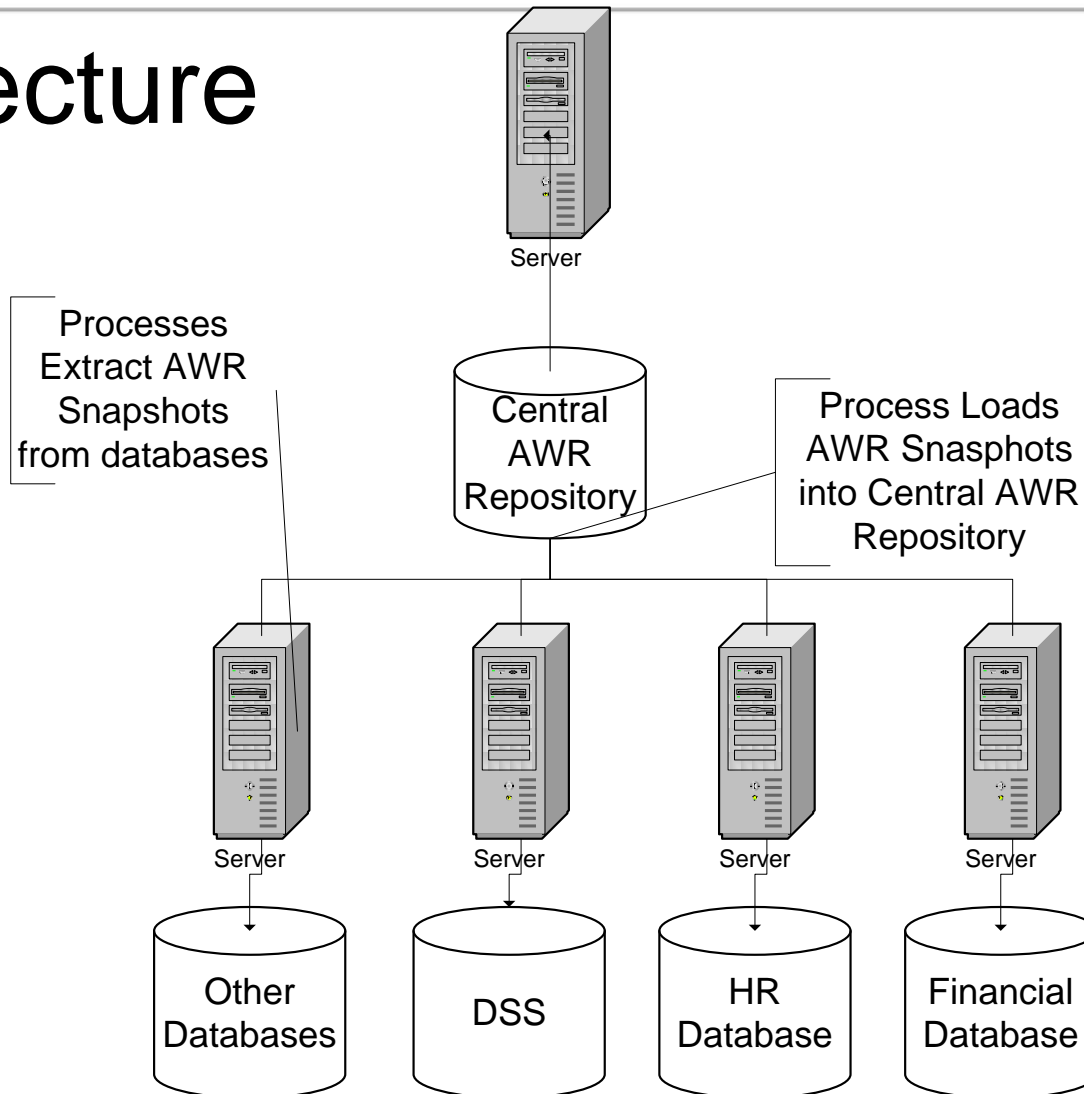 ecture
Server
Processes
Extract AWR
Snapshots
from databases
Central
AWR
Repository
Process Loads
AWR Snasphots
into Central AWR
Repository
Server
Server
Server
Server
Other
Databases
DSS
HR
Database
Financial
Database